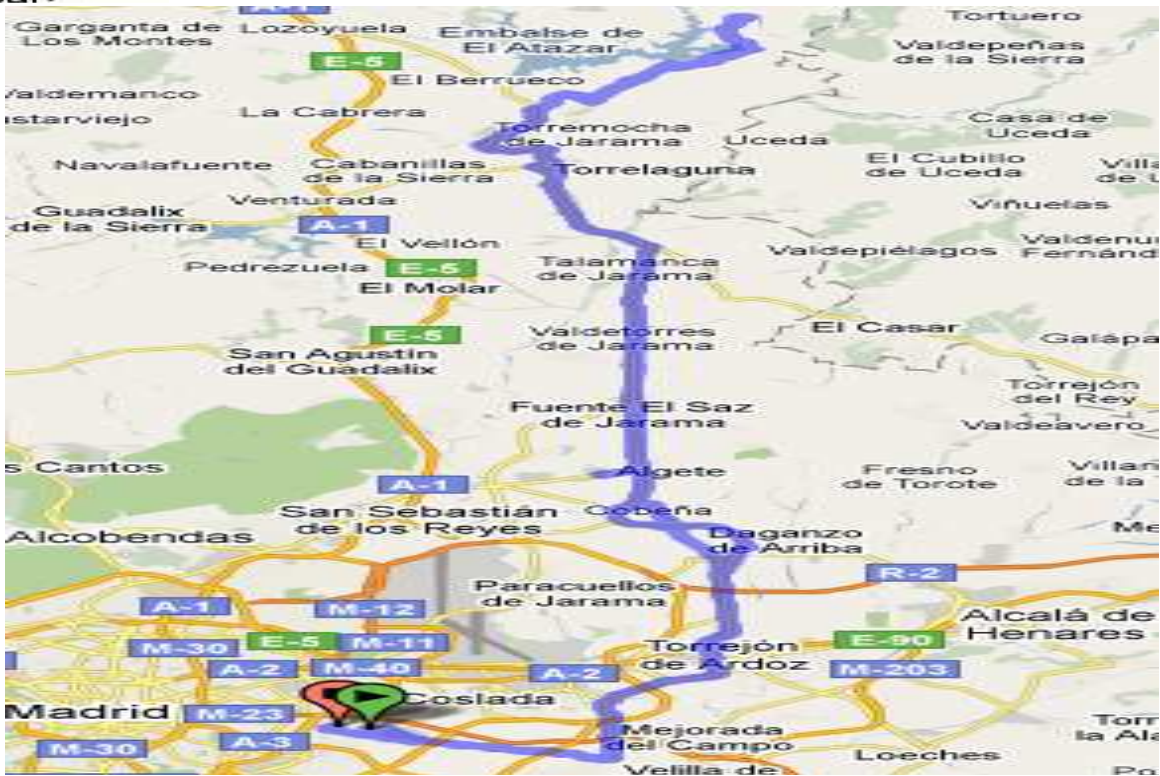 A-1
Garganta de
Los Montes
Lozoyuela
Embalse de
El Atazar
Tortuero
Valdepeñas
de la Sierra
E-5
El Berrueco
Valdemanco
La Cabrera
Casa de
Uceda
Torremocha
de Jarama
Uceda
Navalafuente
Cabanillas
de la Sierra
Torrelaguna
El Cubillo
de Uceda
Venturada
Viñuelas
Guadalix
de la Sierra
A-1
El Vellón
Valdepiélagos
Pedrezuela
E-5
Talamanca
de Jarama
El Molar
E-5
Valdetorres
de Jarama
El Casar
San Agustín
del Guadalix
Torrejón
del Rey
Fuente El Saz
de Jarama
Valdeavero
s Cantos
Algete
Fresno
de Torote
A-1
San Sebastián
de los Reyes
Cobeña
Alcobendas
Daganzo
de Arriba
R-2
Paracuellos
de Jarama
A-1
M-12
Alcalá de
Henares
M-30
E-5
M-11
Torrejón
de Ardoz
E-90
A-2
M-40
A-2
M-203
Coslada
Madrid
M-23
Mejorada
del Campo
A-3
M-30
Loeches
Velilla de